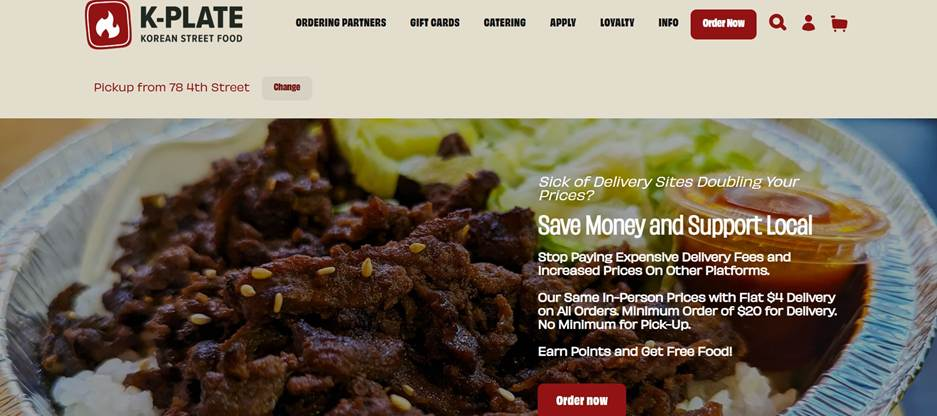 K-PLATE
KOREAN STREET FOOD
ORDERING PARTNERS GIFT CARDS CATERING APPLY LOYALTY INFO Order Now
Pickup from 78 4th Street Change
Sick of Delivery Sites Doubling Your
Prices?
Save Money and Support Local
Stop Paying Expensive Delivery Fees and
Increased Prices On Other Platforms.
Our Same In-Person Prices with Flat $4 Delivery
on All Orders. Minimum Order of $20 for Delivery.
No Minimum for Pick-Up.
Earn Points and Get Free Food!
Order now